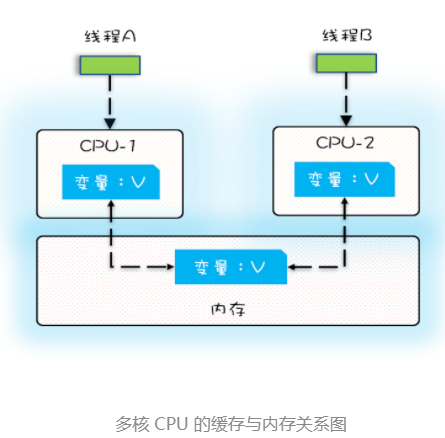 线程A
线程B
CPU-1
CPU-2
变量：V
变量：V
变量：V
内存
多核 CPU 的缓存与内存关系图